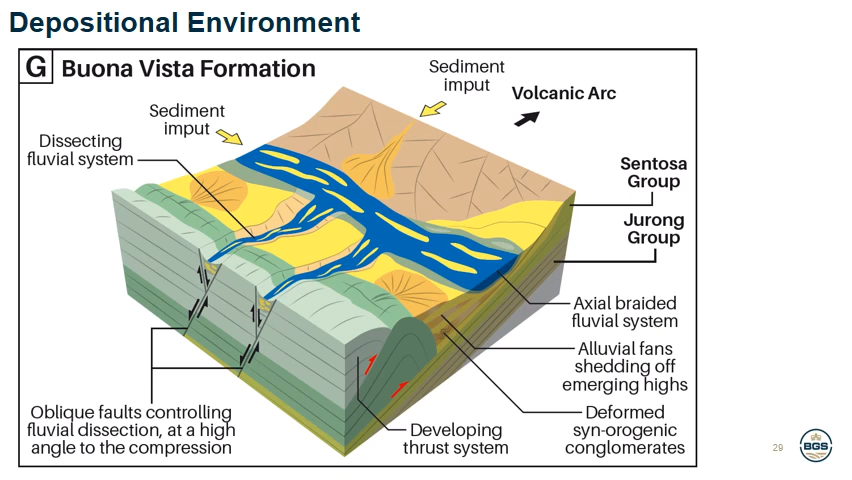 Depositional Environment
G Buona Vista Formation
Sediment
imput
Volcanic Arc
Sediment
imput
Dissecting
fluvial system
Sentosa
Group
Jurong
Group
Axial braided
fluvial system
Alluvial fans
shedding off
emerging highs
Deformed
syn-orogenic
conglomerates
Developing
thrust system
Oblique faults controlling
fluvial dissection, at a high
angle to the compression
29
BGS